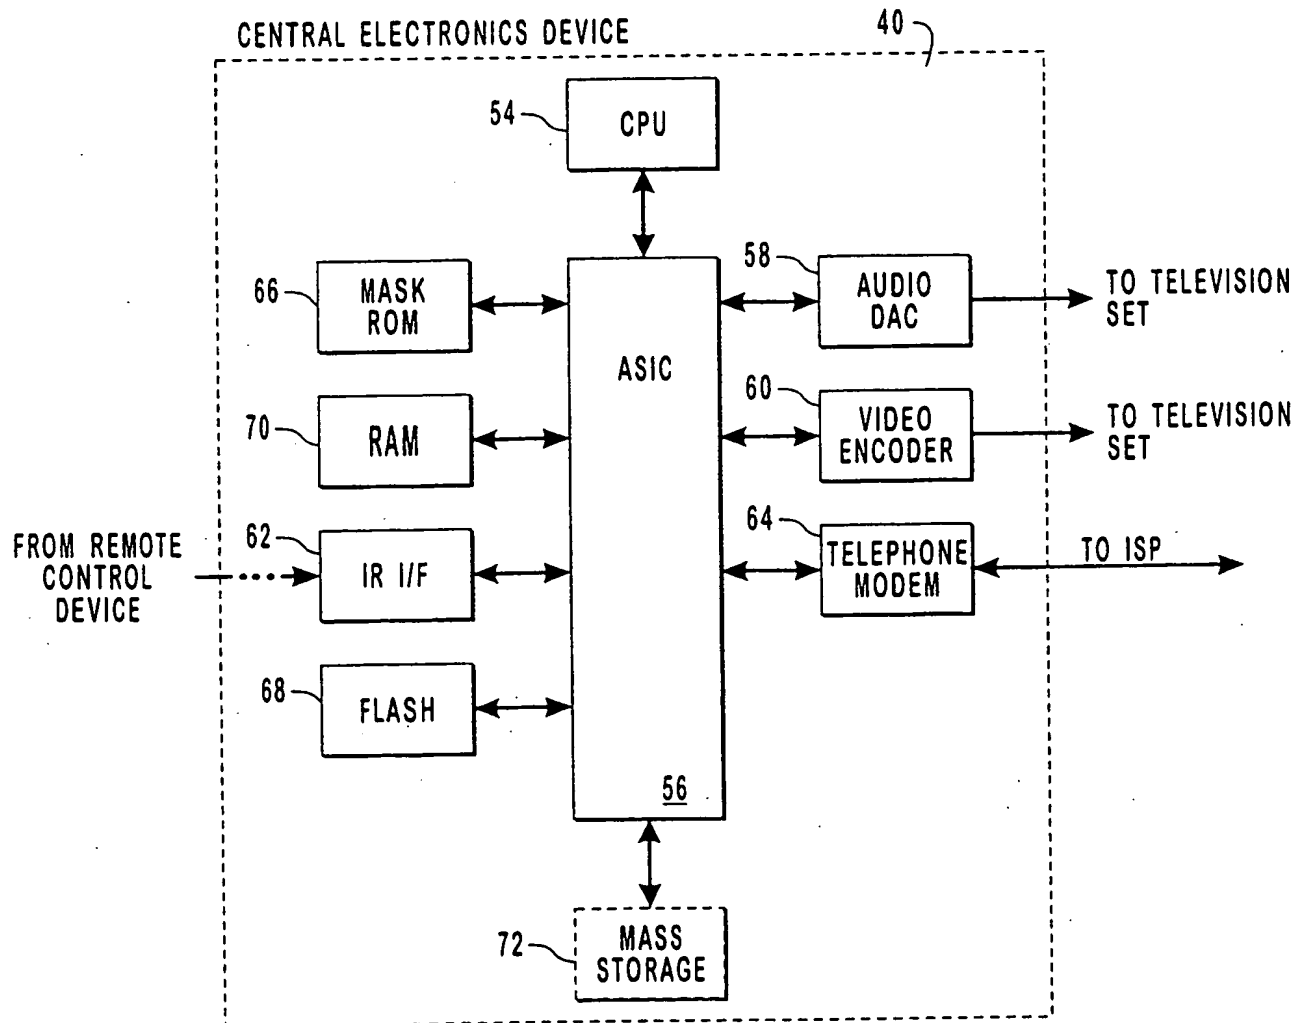 CENTRAL ELECTRONICS DEVICE
40
54
CPU
66
MASK
ROM
58
AUDIO
DAC
TO TELEVISION
SET
ASIC
70
RAM
60
VIDEO
ENCODER
TO TELEVISION
SET
FROM REMOTE
CONTROL
DEVICE
62
IR I/F
64
TELEPHONE
MODEM
TO ISP
68
FLASH
56
72
MASS
STORAGE